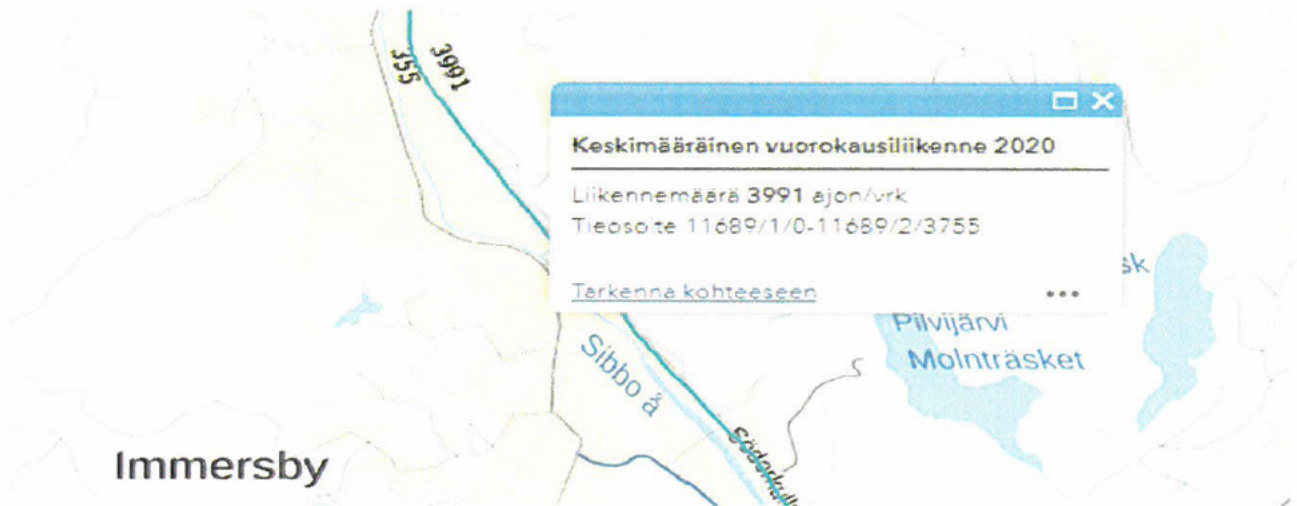 355
3991
Keskimääräinen vuorokausiliikenne 2020
Liikennemäärä 3991 ajon/vrk
Tieosoite 11689/1/0-11689/2/3755
Tarkenna kohteeseen
sk
Pilvijärvi
Molnträsket
Sibbo å
Söderkull
Immersby